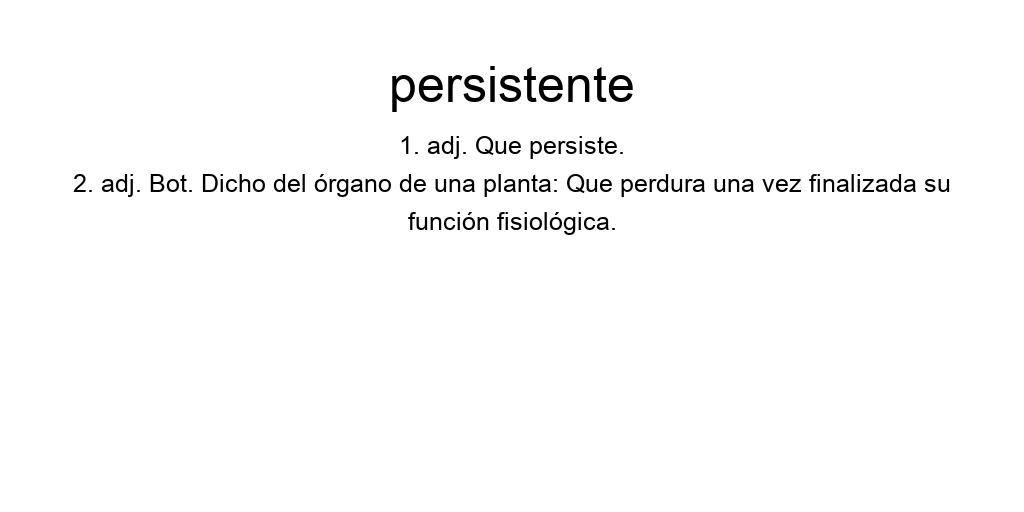 persistente
1. adj. Que persiste.
2. adj. Bot. Dicho del órgano de una planta: Que perdura una vez finalizada su
función fisiológica.